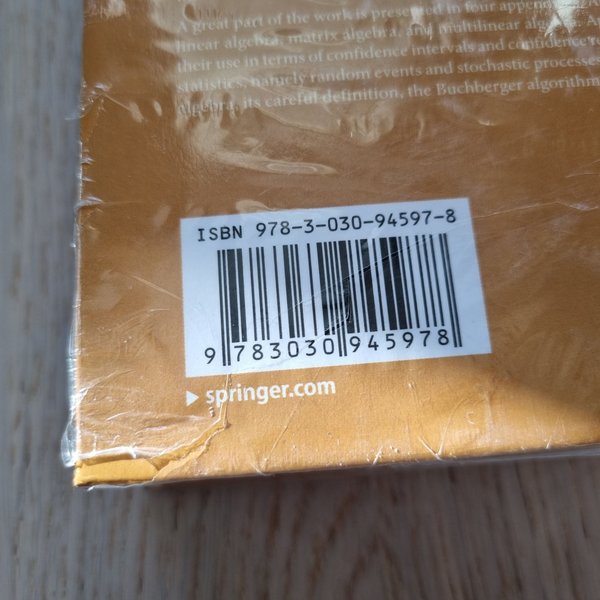 A great part of the work is presented in four appen
linear algebra, matrix algebra, and multilinear algebra. Ap
their use in terms of confidence intervals and confidence re
statistics, namely random events and stochastic processes
algebra, its careful definition, the Buchberger algorithm
ISBN 978-3-030-94597-8
9 783030 945978
▶ springer.com